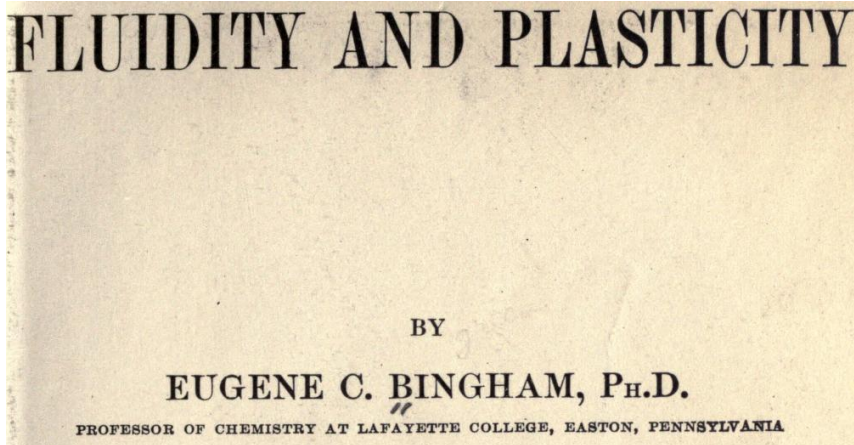 FLUIDITY AND PLASTICITY
BY
EUGENE C. BINGHAM, PH.D.
PROFESSOR OF CHEMISTRY AT LAFAYETTE COLLEGE, EASTON, PENNSYLVANIA